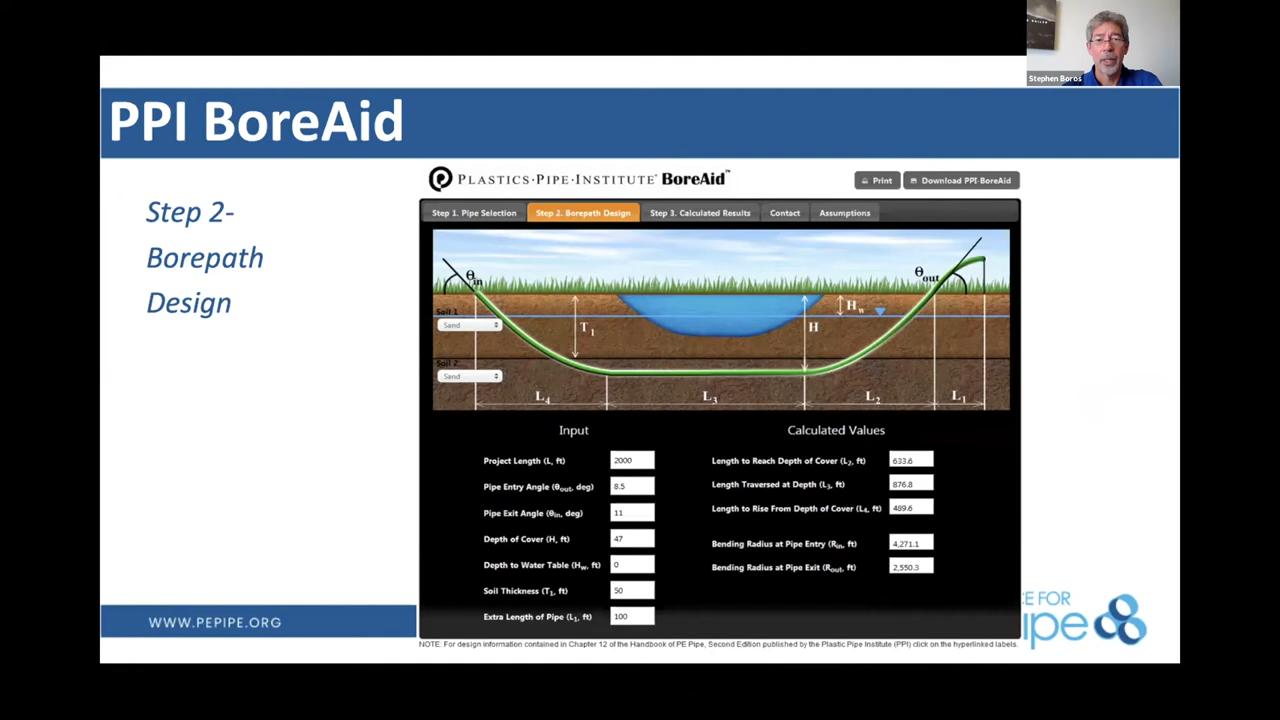 Stephen Boros
PPI BoreAid
Step 2-
Borepath
Design
PLASTICS·PIPE·INSTITUTE® BoreAid™
Print
Download PPI-BoreAid
Step 1. Pipe Selection
Step 2. Borepath Design
Step 3. Calculated Results
Contact
Assumptions
θin
θout
Soil 1
Sand
T1
H
Hw
Soil 2
Sand
L4
L3
L2
L1
Input
Project Length (L, ft) 2000
Pipe Entry Angle (θout, deg) 8.5
Pipe Exit Angle (θin, deg) 11
Depth of Cover (H, ft) 47
Depth to Water Table (Hw, ft) 0
Soil Thickness (T1, ft) 50
Extra Length of Pipe (L1, ft) 100
Calculated Values
Length to Reach Depth of Cover (L2, ft) 633.6
Length Traversed at Depth (L3, ft) 876.8
Length to Rise From Depth of Cover (L4, ft) 489.6
Bending Radius at Pipe Entry (Rin, ft) 4,271.1
Bending Radius at Pipe Exit (Rout, ft) 2,550.3
WWW.PEPIPE.ORG
CE FOR
ipe
NOTE: For design information contained in Chapter 12 of the Handbook of PE Pipe, Second Edition published by the Plastic Pipe Institute (PPI) click on the hyperlinked labels.